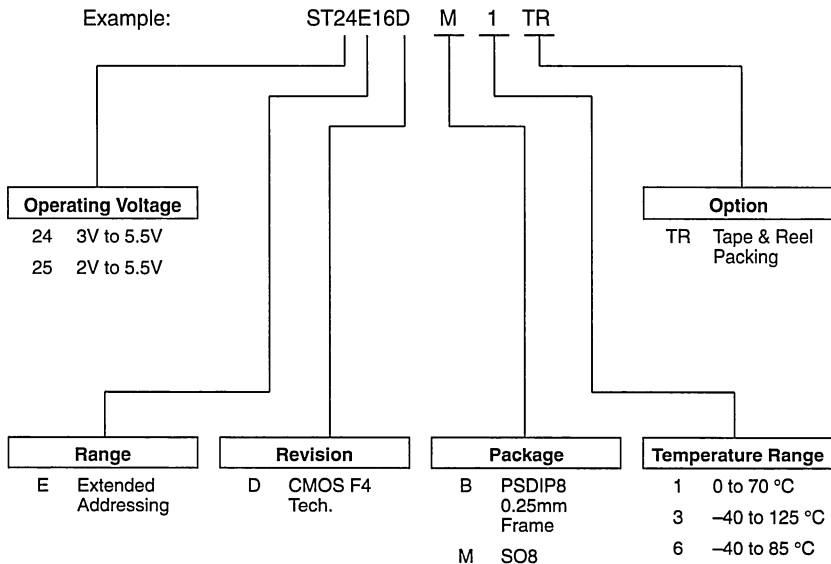 Example: ST24E16D M 1 TR
Operating Voltage
24 3V to 5.5V
25 2V to 5.5V
Option
TR Tape & Reel
Packing
Range
E Extended
Addressing
Revision
D CMOS F4
Tech.
Package
B PSDIP8
0.25mm
Frame
M SO8
Temperature Range
1 0 to 70 °C
3 –40 to 125 °C
6 –40 to 85 °C